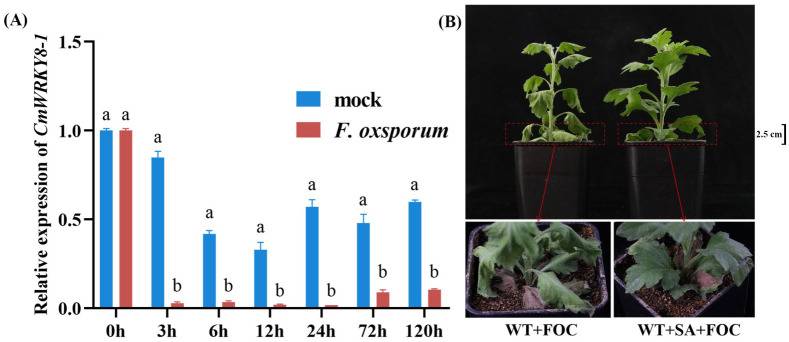 (A)
Relative expression of CmWRKY8-1
1.5
1.0
0.5
0.0
mock
F. oxsporum
a a
a
b
a
b
a
b
a
b
a
b
a
b
0h 3h 6h 12h 24h 72h 120h
(B)
2.5 cm
WT+FOC WT+SA+FOC